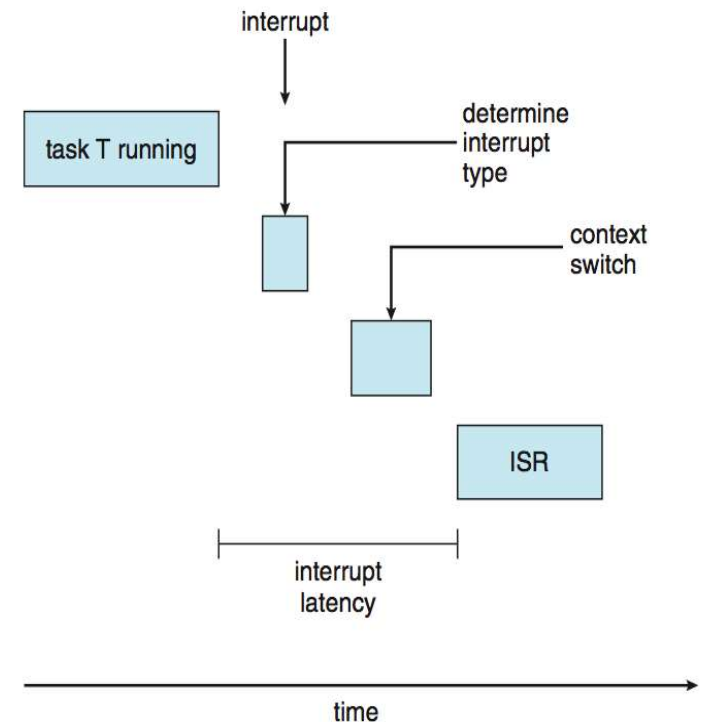 interrupt
task T running
determine
interrupt
type
context
switch
ISR
interrupt
latency
time